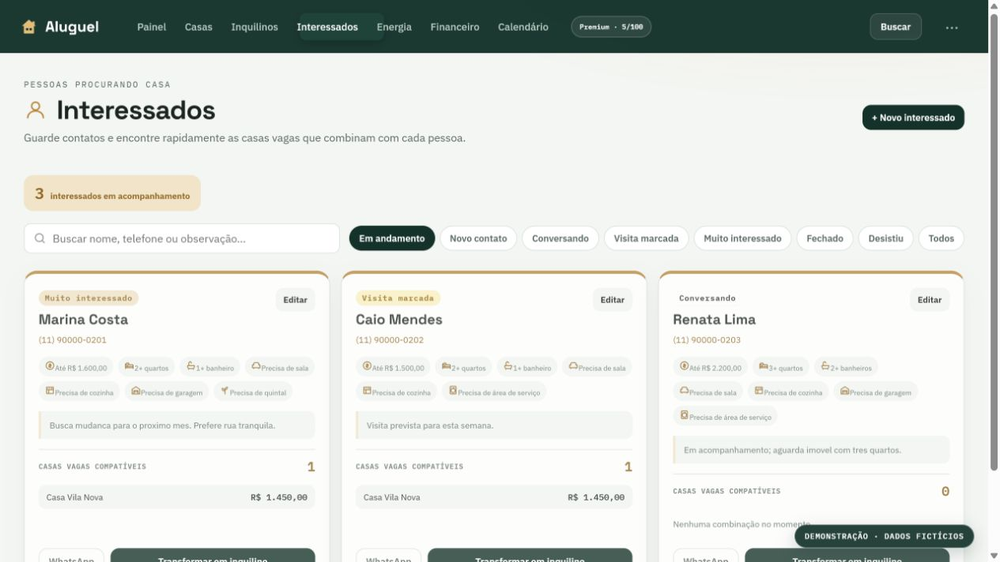 Aluguel Painel Casas Inquilinos Interessados Energia Financeiro Calendário Premium · 5/100 Buscar ...
PESSOAS PROCURANDO CASA
Interessados
+ Novo interessado
Guarde contatos e encontre rapidamente as casas vagas que combinam com cada pessoa.
3 interessados em acompanhamento
Buscar nome, telefone ou observação... Em andamento Novo contato Conversando Visita marcada Muito interessado Fechado Desistiu Todos
Muito interessado Editar
Marina Costa
(11) 90000-0201
Até R$ 1.600,00 2+ quartos 1+ banheiro Precisa de sala
Precisa de cozinha Precisa de garagem Precisa de quintal
Busca mudanca para o proximo mes. Prefere rua tranquila.
CASAS VAGAS COMPATÍVEIS 1
Casa Vila Nova R$ 1.450,00
WhatsApp Transformar em inquilino
Visita marcada Editar
Caio Mendes
(11) 90000-0202
Até R$ 1.500,00 2+ quartos 1+ banheiro Precisa de sala
Precisa de cozinha Precisa de área de serviço
Visita prevista para esta semana.
CASAS VAGAS COMPATÍVEIS 1
Casa Vila Nova R$ 1.450,00
WhatsApp Transformar em inquilino
Conversando Editar
Renata Lima
(11) 90000-0203
Até R$ 2.200,00 3+ quartos 2+ banheiros
Precisa de sala Precisa de cozinha Precisa de garagem
Precisa de área de serviço
Em acompanhamento; aguarda imovel com tres quartos.
CASAS VAGAS COMPATÍVEIS 0
Nenhuma combinação no momento
WhatsApp Transformar em inquilino
DEMONSTRAÇÃO · DADOS FICTÍCIOS